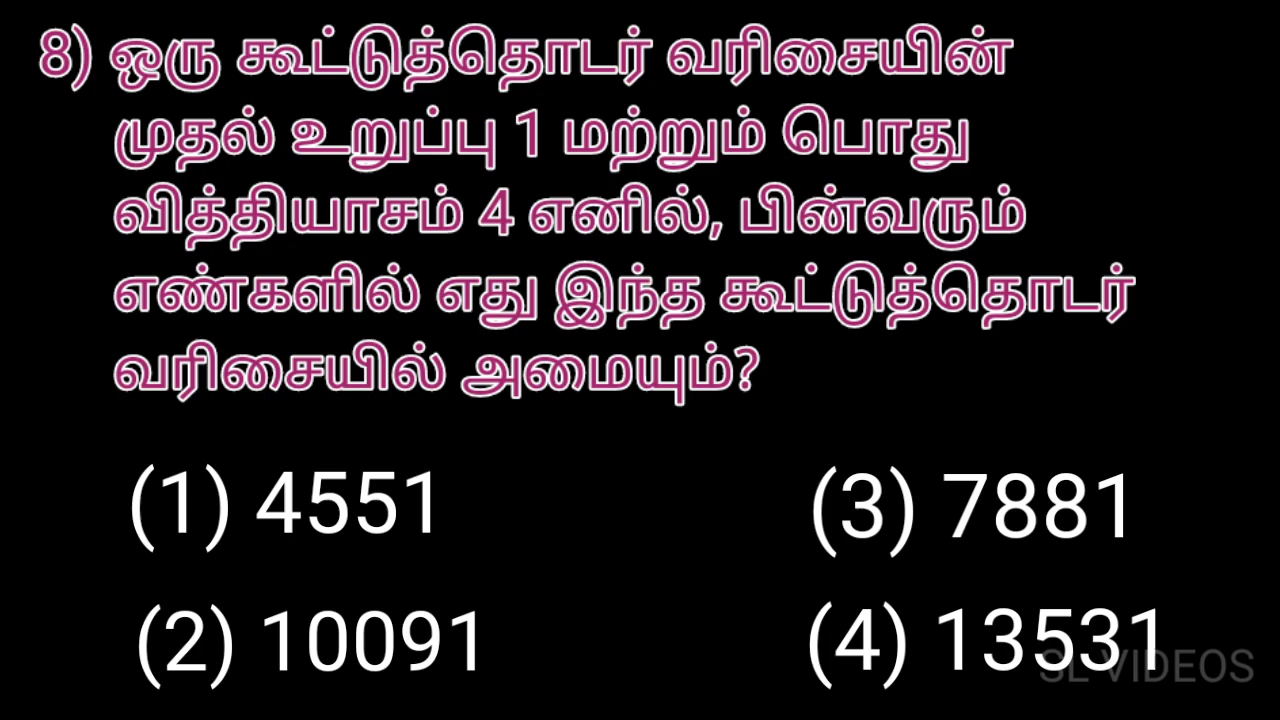 8) ஒரு கூட்டுத்தொடர் வரிசையின்
முதல் உறுப்பு 1 மற்றும் பொது
வித்தியாசம் 4 எனில், பின்வரும்
எண்களில் எது இந்த கூட்டுத்தொடர்
வரிசையில் அமையும்?
(1) 4551 (3) 7881
(2) 10091 (4) 13531
SL VIDEOS